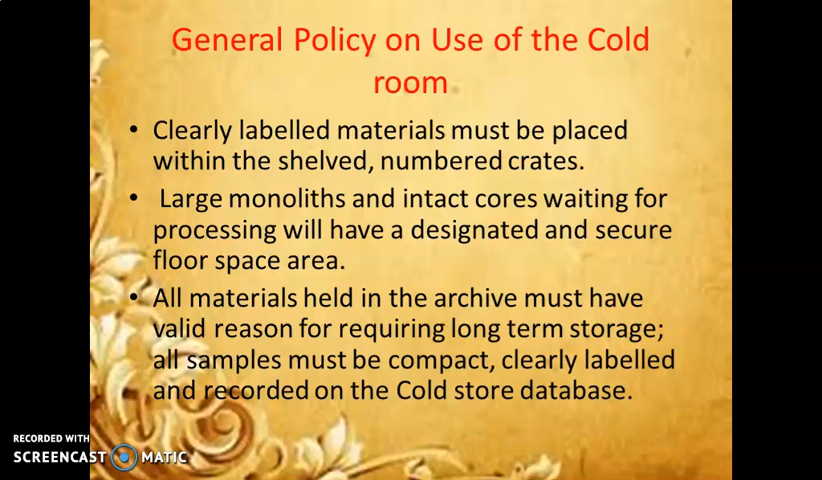 General Policy on Use of the Cold
room
• Clearly labelled materials must be placed
within the shelved, numbered crates.
• Large monoliths and intact cores waiting for
processing will have a designated and secure
floor space area.
• All materials held in the archive must have
valid reason for requiring long term storage;
all samples must be compact, clearly labelled
and recorded on the Cold store database.
RECORDED WITH
SCREENCAST MATIC